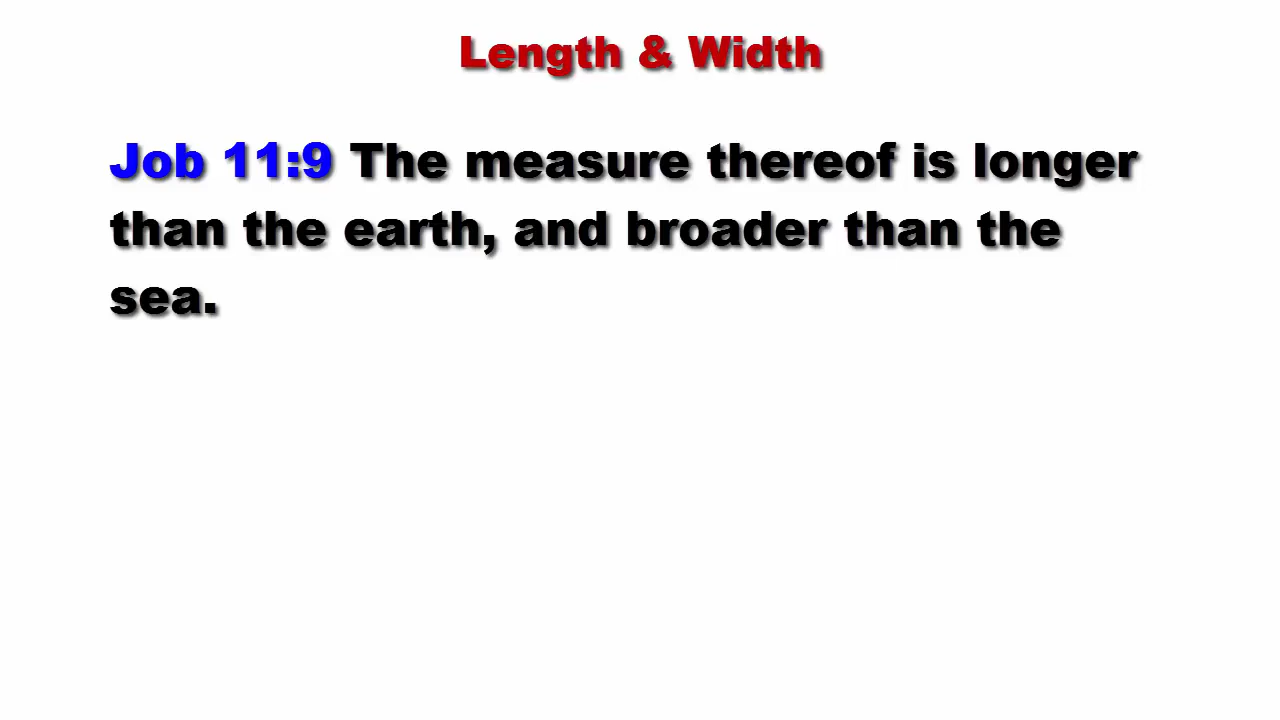 Length & Width
Job 11:9 The measure thereof is longer
than the earth, and broader than the
sea.